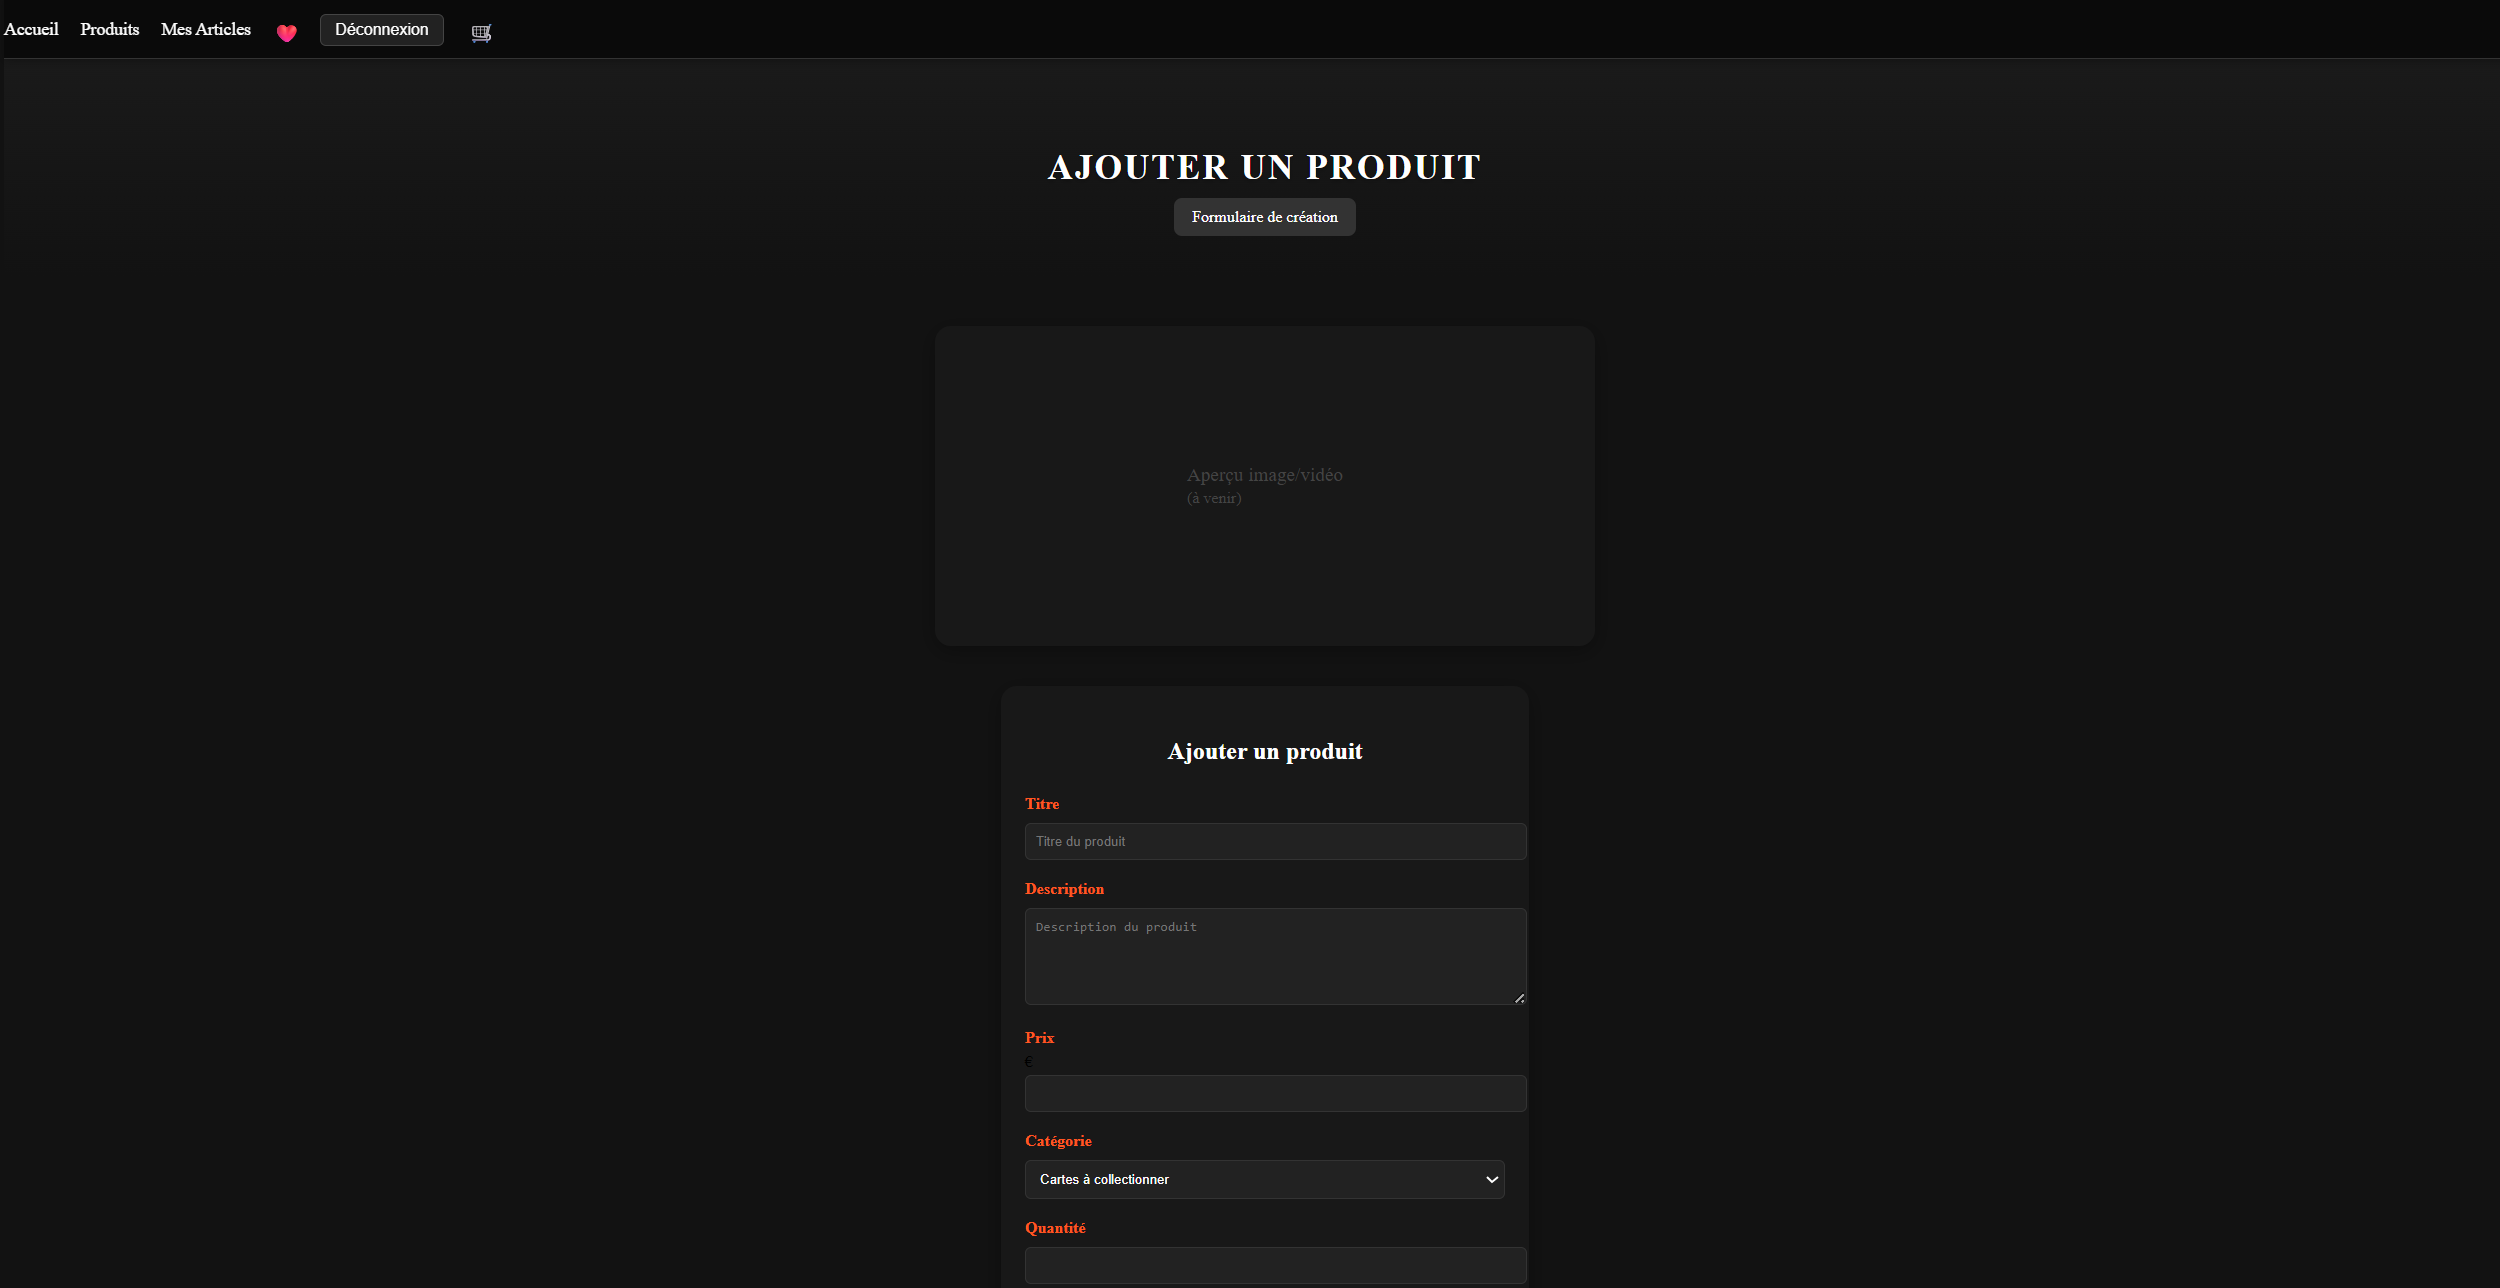 Accueil Produits Mes Articles Déconnexion
AJOUTER UN PRODUIT
Formulaire de création
Aperçu image/vidéo
(à venir)
Ajouter un produit
Titre
Titre du produit
Description
Description du produit
Prix
€
Catégorie
Cartes à collectionner
Quantité